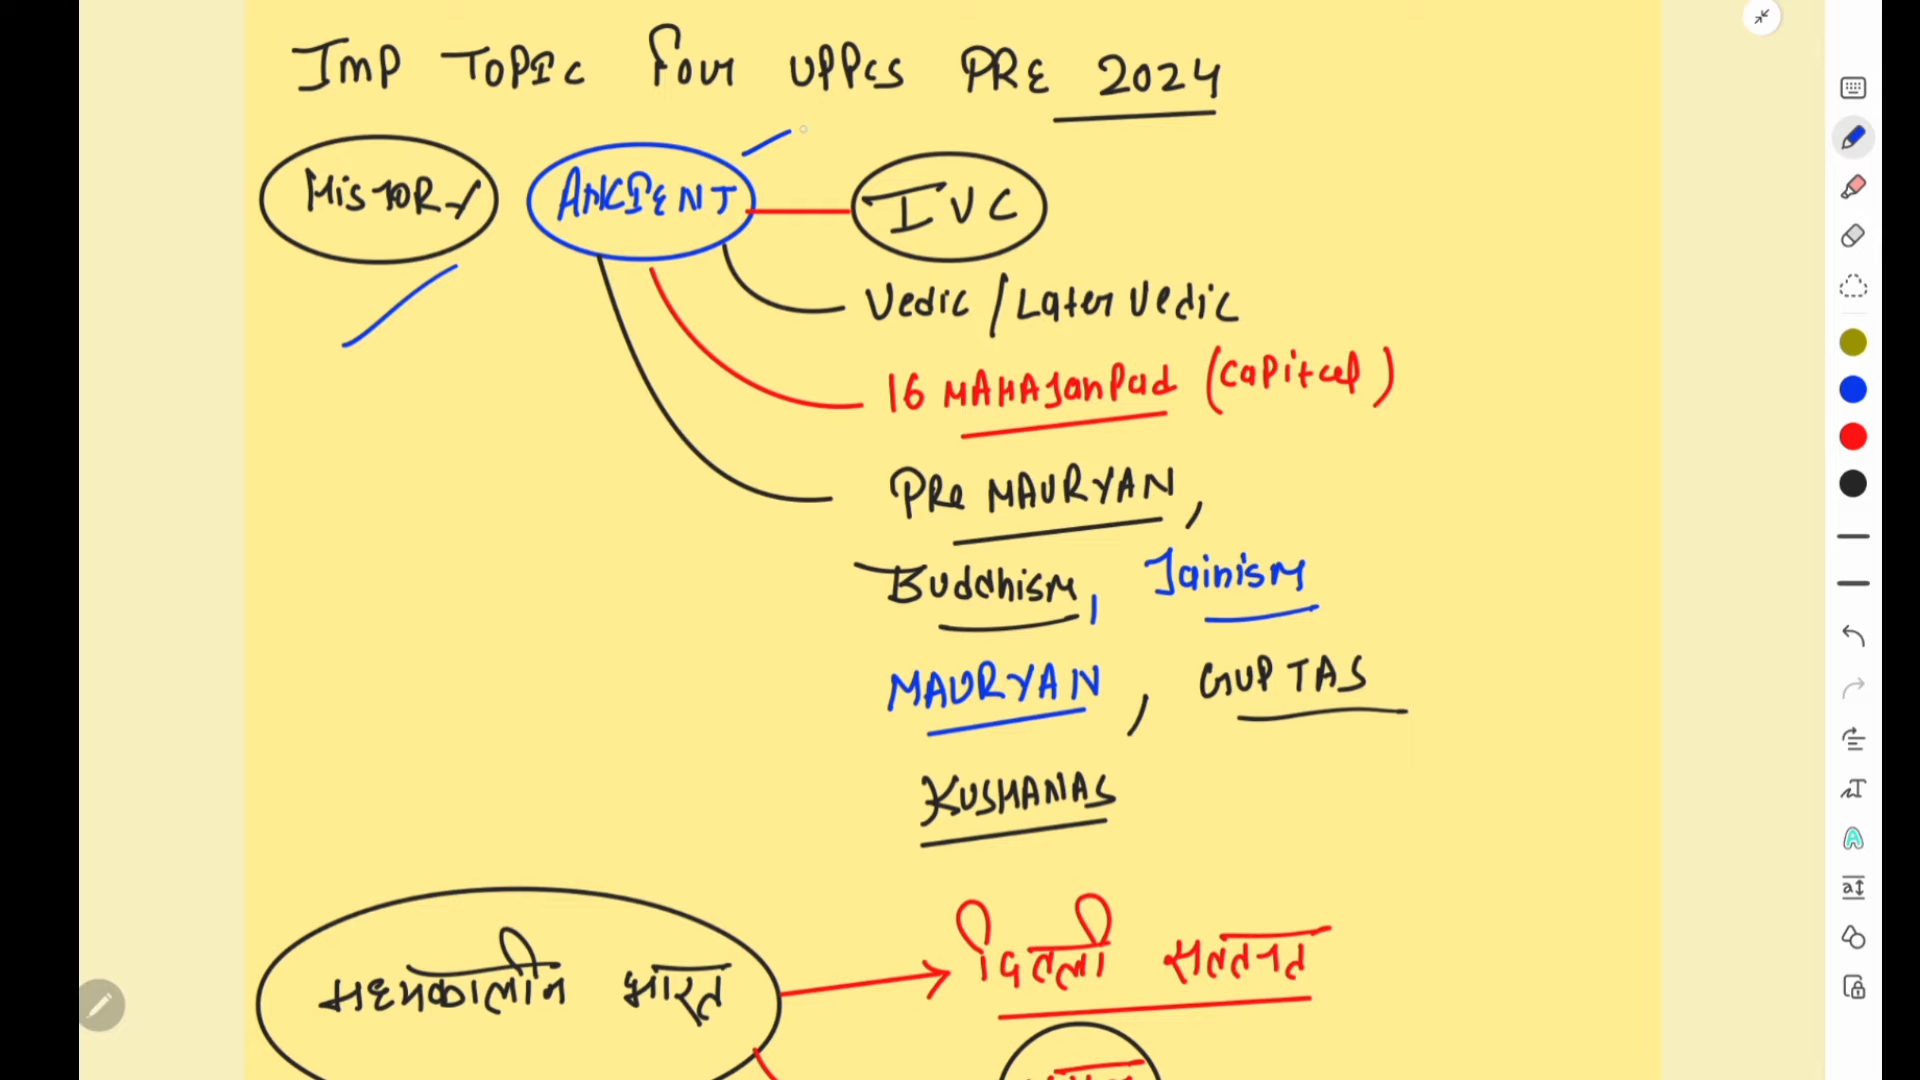 Imp Topic For UPPCS PRE 2024
HISTORY ANCIENT IVC
Vedic / Later Vedic
16 MAHAJanPad (capital)
PRe MAURYAN,
Buddhism, Jainism
MAURYAN, GUPTAS
KUSHANAS
मध्यकालीन भारत दिल्ली सल्तनत